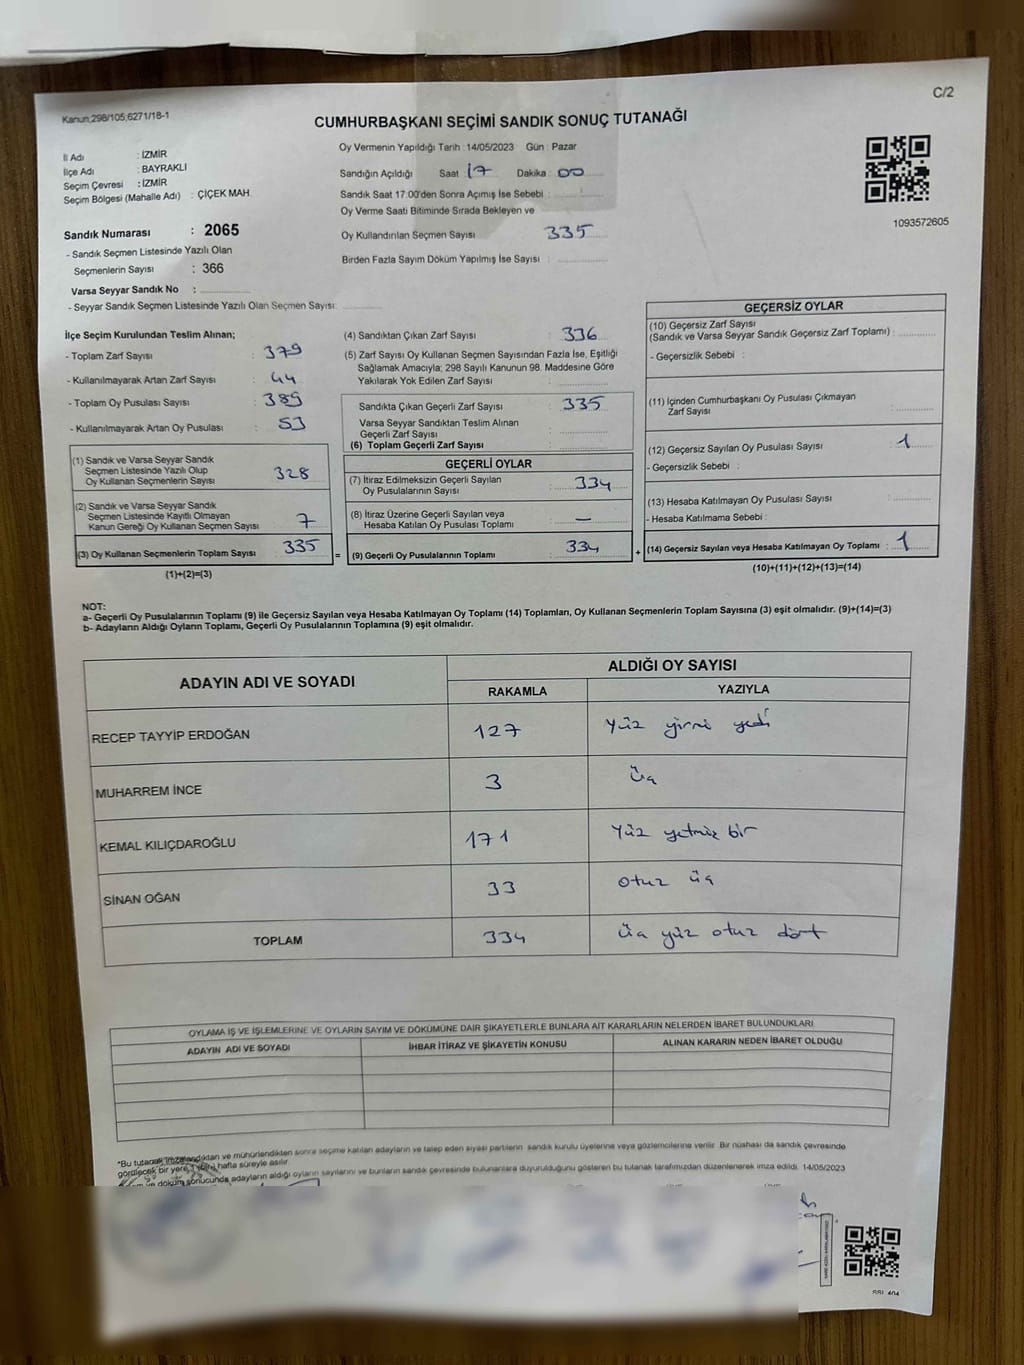 C/2
Kanun;298/105;6271/18-1
CUMHURBAŞKANI SEÇİMİ SANDIK SONUÇ TUTANAĞI
İl Adı : İZMİR
İlçe Adı : BAYRAKLI
Seçim Çevresi : İZMİR
Seçim Bölgesi (Mahalle Adı) : ÇİÇEK MAH.
Sandık Numarası : 2065
- Sandık Seçmen Listesinde Yazılı Olan
Seçmenlerin Sayısı : 366
Varsa Seyyar Sandık No :
- Seyyar Sandık Seçmen Listesinde Yazılı Olan Seçmen Sayısı:
Oy Vermenin Yapıldığı Tarih : 14/05/2023 Gün : Pazar
Sandığın Açıldığı Saat 17 Dakika : 00
Sandık Saat 17:00'den Sonra Açımış İse Sebebi :
Oy Verme Saati Bitiminde Sırada Bekleyen ve
Oy Kullandırılan Seçmen Sayısı 335
Birden Fazla Sayım Döküm Yapılmış İse Sayısı :
1093572605
İlçe Seçim Kurulundan Teslim Alınan;
- Toplam Zarf Sayısı : 379
- Kullanılmayarak Artan Zarf Sayısı : 44
- Toplam Oy Pusulası Sayısı : 389
- Kullanılmayarak Artan Oy Pusulası : 53
(1) Sandık ve Varsa Seyyar Sandık
Seçmen Listesinde Yazılı Olup
Oy Kullanan Seçmenlerin Sayısı : 328
(2) Sandık ve Varsa Seyyar Sandık
Seçmen Listesinde Kayıtlı Olmayan
Kanun Gereği Oy Kullanan Seçmen Sayısı : 7
(3) Oy Kullanan Seçmenlerin Toplam Sayısı : 335
(1)+(2)=(3)
=
(4) Sandıktan Çıkan Zarf Sayısı : 336
(5) Zarf Sayısı Oy Kullanan Seçmen Sayısından Fazla İse, Eşitliği
Sağlamak Amacıyla; 298 Sayılı Kanunun 98. Maddesine Göre
Yakılarak Yok Edilen Zarf Sayısı :
Sandıkta Çıkan Geçerli Zarf Sayısı : 335
Varsa Seyyar Sandıktan Teslim Alınan
Geçerli Zarf Sayısı :
(6) Toplam Geçerli Zarf Sayısı :
GEÇERLİ OYLAR
(7) İtiraz Edilmeksizin Geçerli Sayılan
Oy Pusulalarının Sayısı : 334
(8) İtiraz Üzerine Geçerli Sayılan veya
Hesaba Katılan Oy Pusulası Toplamı : —
(9) Geçerli Oy Pusulalarının Toplamı : 334
+
GEÇERSİZ OYLAR
(10) Geçersiz Zarf Sayısı
(Sandık ve Varsa Seyyar Sandık Geçersiz Zarf Toplamı) :
- Geçersizlik Sebebi :
(11) İçinden Cumhurbaşkanı Oy Pusulası Çıkmayan
Zarf Sayısı :
(12) Geçersiz Sayılan Oy Pusulası Sayısı : 1
- Geçersizlik Sebebi :
(13) Hesaba Katılmayan Oy Pusulası Sayısı :
- Hesaba Katılmama Sebebi :
(14) Geçersiz Sayılan veya Hesaba Katılmayan Oy Toplamı : 1
(10)+(11)+(12)+(13)=(14)
NOT:
a- Geçerli Oy Pusulalarının Toplamı (9) ile Geçersiz Sayılan veya Hesaba Katılmayan Oy Toplamı (14) Toplamları, Oy Kullanan Seçmenlerin Toplam Sayısına (3) eşit olmalıdır. (9)+(14)=(3)
b- Adayların Aldığı Oyların Toplamı, Geçerli Oy Pusulalarının Toplamına (9) eşit olmalıdır.
ADAYIN ADI VE SOYADI
ALDIĞI OY SAYISI
RAKAMLA YAZIYLA
RECEP TAYYİP ERDOĞAN 127 Yüz yirmi yedi
MUHARREM İNCE 3 üç
KEMAL KILIÇDAROĞLU 171 Yüz yetmiş bir
SİNAN OĞAN 33 otuz üç
TOPLAM 334 üç yüz otuz dört
OYLAMA İŞ VE İŞLEMLERİNE VE OYLARIN SAYIM VE DÖKÜMÜNE DAİR ŞİKAYETLERLE BUNLARA AİT KARARLARIN NELERDEN İBARET BULUNDUKLARI
ADAYIN ADI VE SOYADI İHBAR İTİRAZ VE ŞİKAYETİN KONUSU ALINAN KARARIN NEDEN İBARET OLDUĞU
*Bu tutanak imzalandıktan ve mühürlendikten sonra seçime katılan adayların ve talep eden siyasi partilerin sandık kurulu üyelerine veya gözlemcilerine verilir. Bir nüshası da sandık çevresinde
görülecek bir yere 1 (bir) hafta süreyle asılır.
ve döküm sonucunda adayların aldığı oyların sayılarını ve bunların sandık çevresinde bulunanlara duyurulduğunu gösteren bu tutanak tarafımızdan düzenlenerek imza edildi. 14/05/2023